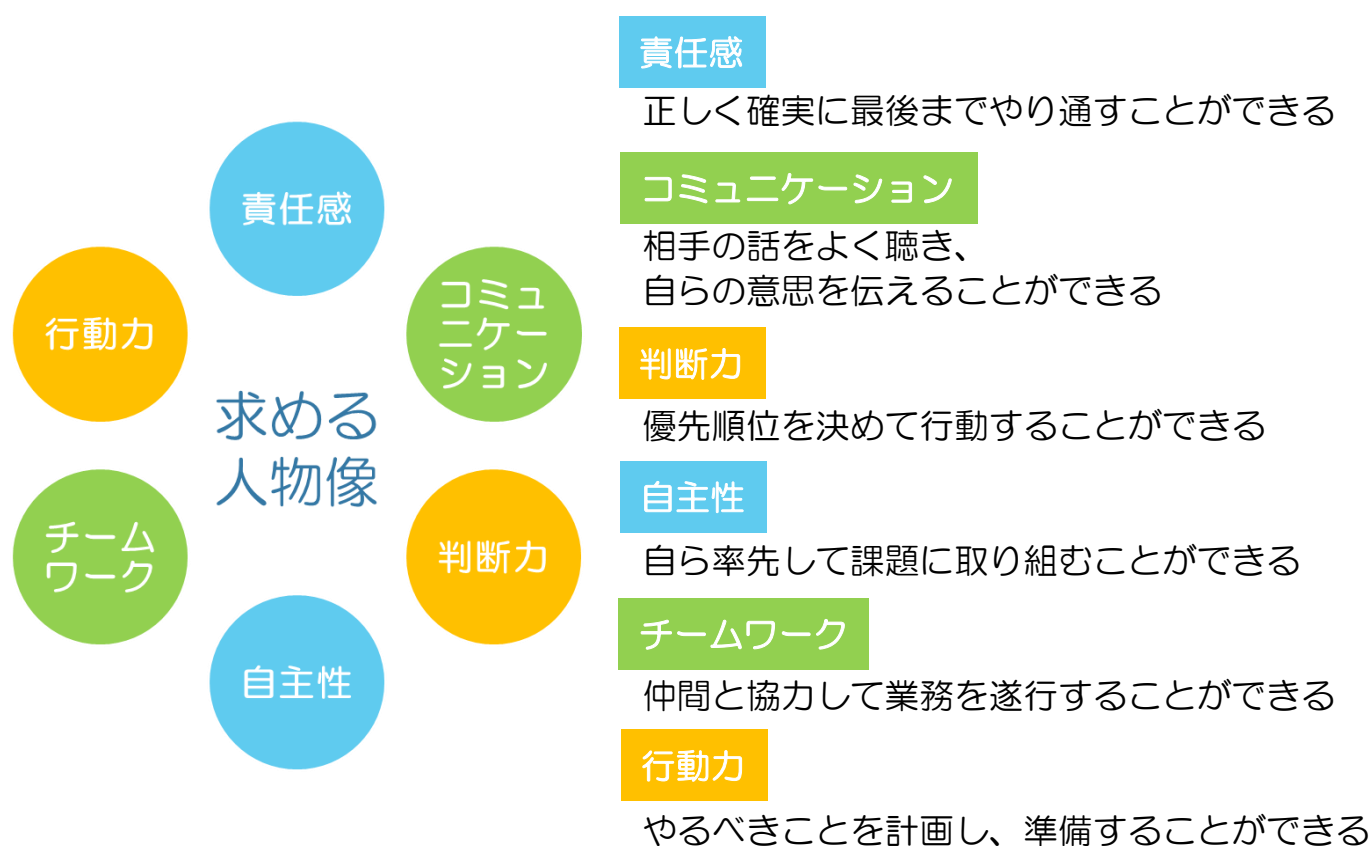 責任感
コミュ
ニケー
ション
判断力
自主性
チーム
ワーク
行動力
求める
人物像
責任感
正しく確実に最後までやり通すことができる
コミュニケーション
相手の話をよく聴き、
自らの意思を伝えることができる
判断力
優先順位を決めて行動することができる
自主性
自ら率先して課題に取り組むことができる
チームワーク
仲間と協力して業務を遂行することができる
行動力
やるべきことを計画し、準備することができる